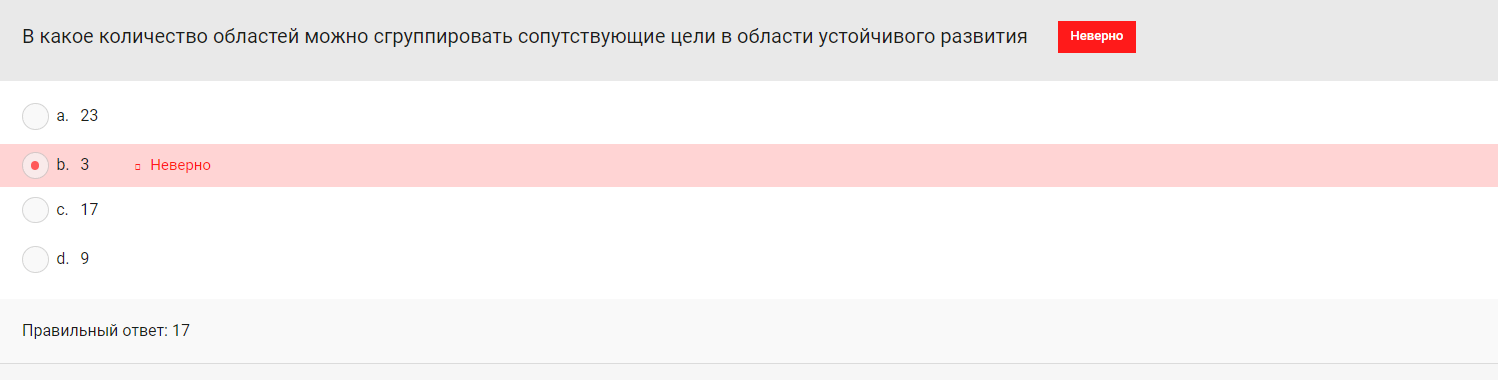 В какое количество областей можно сгруппировать сопутствующие цели в области устойчивого развития Неверно
a. 23
b. 3 Неверно
c. 17
d. 9
Правильный ответ: 17